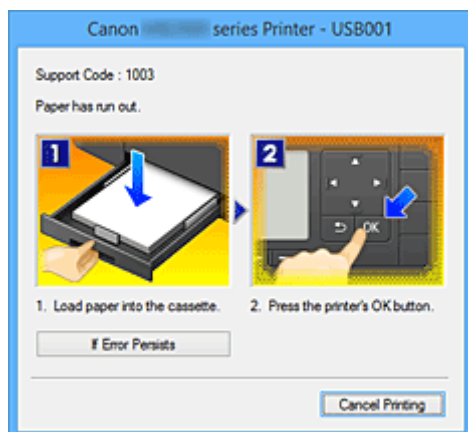 Canon series Printer - USB001
Support Code : 1003
Paper has run out.
1
2
OK
1. Load paper into the cassette.
2. Press the printer's OK button.
If Error Persists
Cancel Printing